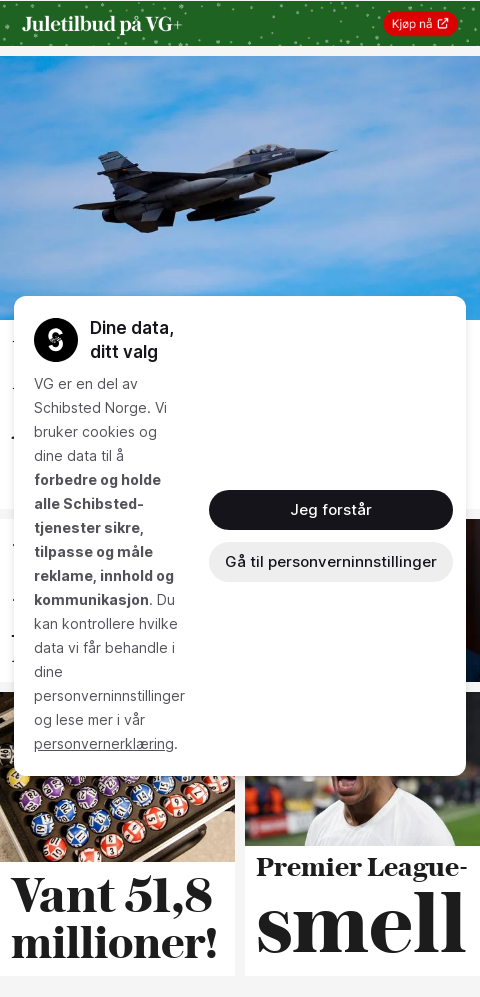 Juletilbud på VG+
Kjøp nå
Dine data,
ditt valg
VG er en del av
Schibsted Norge. Vi
bruker cookies og
dine data til å
forbedre og holde
alle Schibsted-
tjenester sikre,
tilpasse og måle
reklame, innhold og
kommunikasjon. Du
kan kontrollere hvilke
data vi får behandle i
dine
personverninnstillinger
og lese mer i vår
personvernerklæring.
Jeg forstår
Gå til personverninnstillinger
Vant 51,8
millioner!
Premier League-
smell